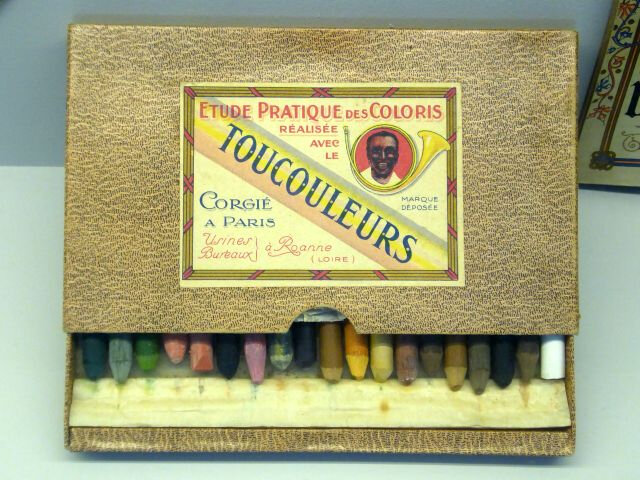 ETUDE PRATIQUE DES COLORIS
RÉALISÉE
AVEC
LE
TOUCOULEURS
MARQUE
DÉPOSÉE
CORGIÉ
A PARIS
Usines
Bureaux } à Roanne
(LOIRE)